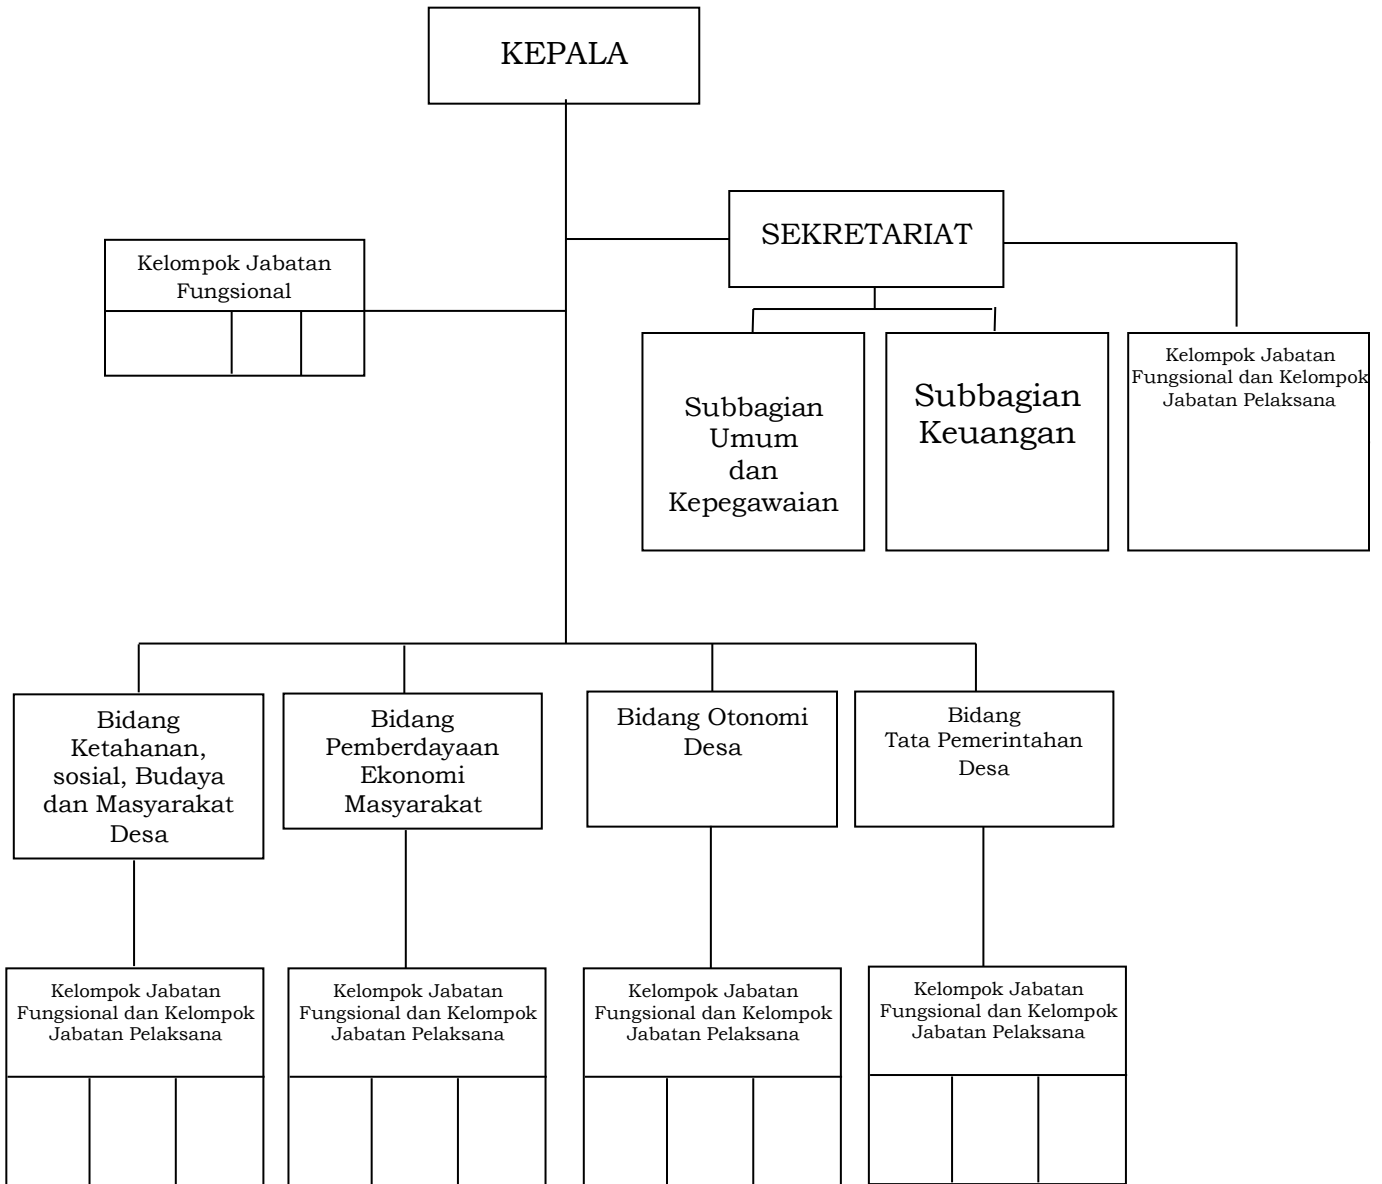 KEPALA
SEKRETARIAT
Kelompok Jabatan
Fungsional
Subbagian
Umum
dan
Kepegawaian
Subbagian
Keuangan
Kelompok Jabatan
Fungsional dan Kelompok
Jabatan Pelaksana
Bidang
Ketahanan,
sosial, Budaya
dan Masyarakat
Desa
Bidang
Pemberdayaan
Ekonomi
Masyarakat
Bidang Otonomi
Desa
Bidang
Tata Pemerintahan
Desa
Kelompok Jabatan
Fungsional dan Kelompok
Jabatan Pelaksana
Kelompok Jabatan
Fungsional dan Kelompok
Jabatan Pelaksana
Kelompok Jabatan
Fungsional dan Kelompok
Jabatan Pelaksana
Kelompok Jabatan
Fungsional dan Kelompok
Jabatan Pelaksana